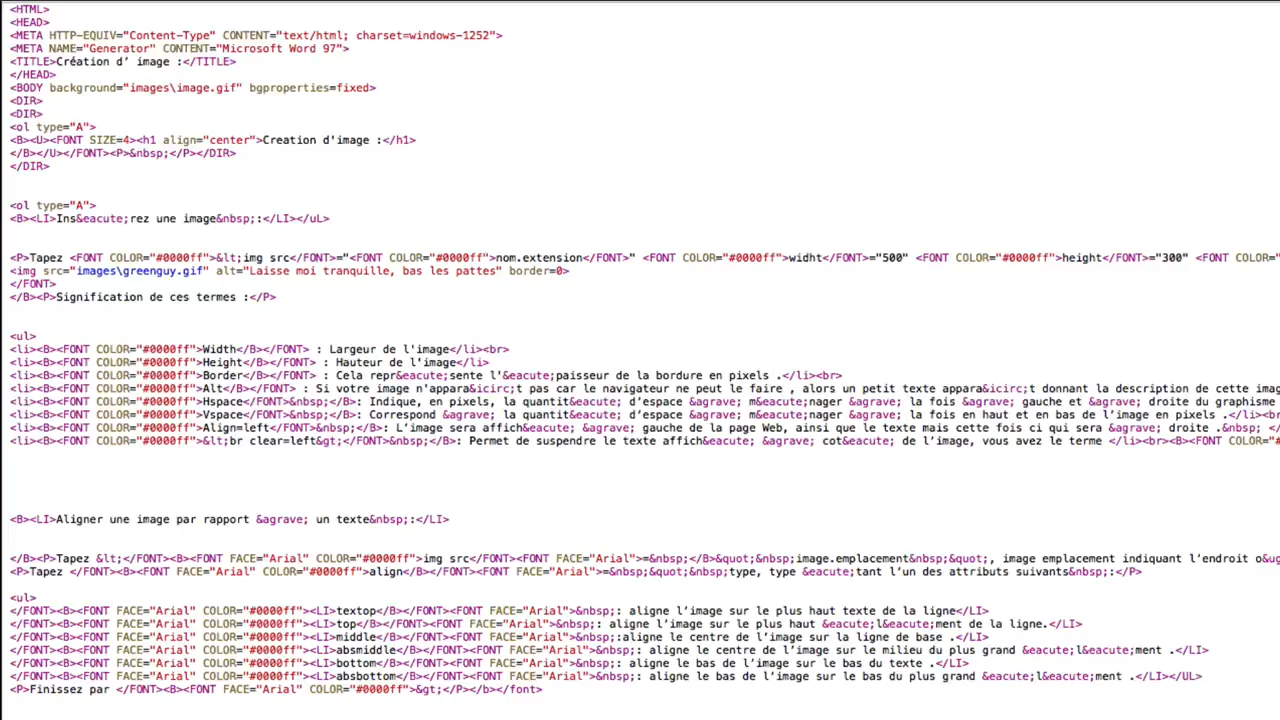 <HTML>
<HEAD>
<META HTTP-EQUIV="Content-Type" CONTENT="text/html; charset=windows-1252">
<META NAME="Generator" CONTENT="Microsoft Word 97">
<TITLE>Création d’ image :</TITLE>
</HEAD>
<BODY background="images\image.gif" bgproperties=fixed>
<DIR>
<DIR>
<ol type="A">
<B><U><FONT SIZE=4><h1 align="center">Creation d'image :</h1>
</B></U></FONT><P>&nbsp;</P></DIR>
</DIR>
<ol type="A">
<B><LI>Ins&eacute;rez une image&nbsp;:</LI></uL>
<P>Tapez <FONT COLOR="#0000ff">&lt;img src</FONT>="<FONT COLOR="#0000ff">nom.extension</FONT>" <FONT COLOR="#0000ff">widht</FONT>="500" <FONT COLOR="#0000ff">height</FONT>="300" <FONT COLOR="
<img src="images\greenguy.gif" alt="Laisse moi tranquille, bas les pattes" border=0>
</FONT>
</B><P>Signification de ces termes :</P>
<ul>
<li><B><FONT COLOR="#0000ff">Width</B></FONT> : Largeur de l'image</li><br>
<li><B><FONT COLOR="#0000ff">Height</B></FONT> : Hauteur de l'image</li>
<li><B><FONT COLOR="#0000ff">Border</B></FONT> : Cela repr&eacute;sente l'&eacute;paisseur de la bordure en pixels .</li><br>
<li><B><FONT COLOR="#0000ff">Alt</B></FONT> : Si votre image n'appara&icirc;t pas car le navigateur ne peut le faire , alors un petit texte appara&icirc;t donnant la description de cette imag
<li><B><FONT COLOR="#0000ff">Hspace</FONT>&nbsp;</B>: Indique, en pixels, la quantit&eacute; d’espace &agrave; m&eacute;nager &agrave; la fois &agrave; gauche et &agrave; droite du graphisme
<li><B><FONT COLOR="#0000ff">Vspace</FONT>&nbsp;</B>: Correspond &agrave; la quantit&eacute; d’espace &agrave; m&eacute;nager &agrave; la fois en haut et en bas de l’image en pixels .</li><br
<li><B><FONT COLOR="#0000ff">Align=left</FONT>&nbsp;</B>: L’image sera affich&eacute; &agrave; gauche de la page Web, ainsi que le texte mais cette fois ci qui sera &agrave; droite .&nbsp; </
<li><B><FONT COLOR="#0000ff">&lt;br clear=left&gt;</FONT>&nbsp;</B>: Permet de suspendre le texte affich&eacute; &agrave; cot&eacute; de l’image, vous avez le terme </li><br><B><FONT COLOR="#
<B><LI>Aligner une image par rapport &agrave; un texte&nbsp;:</LI>
</B><P>Tapez &lt;</FONT><B><FONT FACE="Arial" COLOR="#0000ff">img src</FONT><FONT FACE="Arial">=&nbsp;</B>&quot;&nbsp;image.emplacement&nbsp;&quot;, image emplacement indiquant l’endroit o&ug
<P>Tapez </FONT><B><FONT FACE="Arial" COLOR="#0000ff">align</B></FONT><FONT FACE="Arial">=&nbsp;&quot;&nbsp;type, type &eacute;tant l’un des attributs suivants&nbsp;:</P>
<ul>
</FONT><B><FONT FACE="Arial" COLOR="#0000ff"><LI>textop</B></FONT><FONT FACE="Arial">&nbsp;: aligne l’image sur le plus haut texte de la ligne</LI>
</FONT><B><FONT FACE="Arial" COLOR="#0000ff"><LI>top</B></FONT><FONT FACE="Arial">&nbsp;: aligne l’image sur le plus haut &eacute;l&eacute;ment de la ligne.</LI>
</FONT><B><FONT FACE="Arial" COLOR="#0000ff"><LI>middle</B></FONT><FONT FACE="Arial">&nbsp;:aligne le centre de l’image sur la ligne de base .</LI>
</FONT><B><FONT FACE="Arial" COLOR="#0000ff"><LI>absmiddle</B></FONT><FONT FACE="Arial">&nbsp;: aligne le centre de l’image sur le milieu du plus grand &eacute;l&eacute;ment .</LI>
</FONT><B><FONT FACE="Arial" COLOR="#0000ff"><LI>bottom</B></FONT><FONT FACE="Arial">&nbsp;: aligne le bas de l’image sur le bas du texte .</LI>
</FONT><B><FONT FACE="Arial" COLOR="#0000ff"><LI>absbottom</B></FONT><FONT FACE="Arial">&nbsp;: aligne le bas de l’image sur le bas du plus grand &eacute;l&eacute;ment .</LI></UL>
<P>Finissez par </FONT><B><FONT FACE="Arial" COLOR="#0000ff">&gt;</P></b></font>